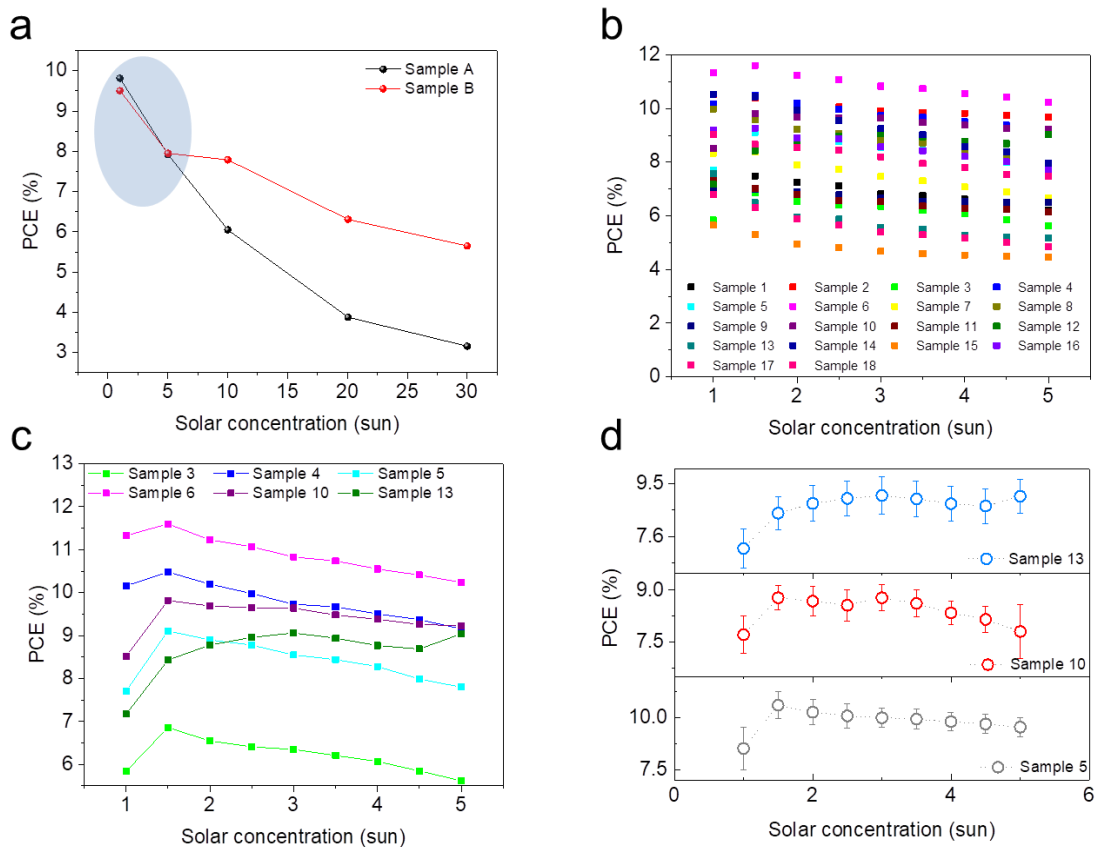 a
10
9
8
7
6
5
4
3
PCE (%)
Sample A
Sample B
0 5 10 15 20 25 30
Solar concentration (sun)
b
12
10
8
6
4
2
0
PCE (%)
Sample 1 Sample 2 Sample 3 Sample 4
Sample 5 Sample 6 Sample 7 Sample 8
Sample 9 Sample 10 Sample 11 Sample 12
Sample 13 Sample 14 Sample 15 Sample 16
Sample 17 Sample 18
1 2 3 4 5
Solar concentration (sun)
c
13
12
11
10
9
8
7
6
PCE (%)
Sample 3 Sample 4 Sample 5
Sample 6 Sample 10 Sample 13
1 2 3 4 5
Solar concentration (sun)
d
9.5
7.6
Sample 13
9.0
7.5
Sample 10
10.0
7.5
Sample 5
PCE (%)
0 2 4 6
Solar concentration (sun)